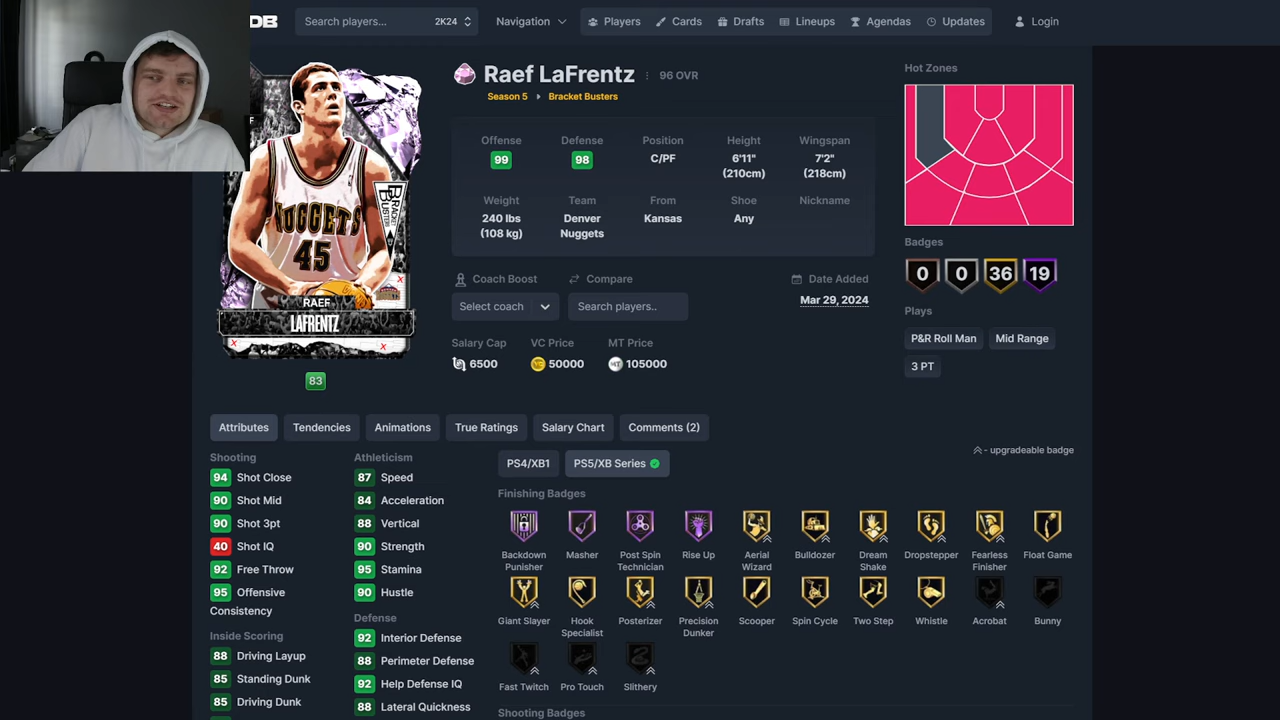 DB
Search players...
2K24
Navigation
Players
Cards
Drafts
Lineups
Agendas
Updates
Login
NUGGETS
45
BRACKET
BUSTER
RAEF
LAFRENTZ
83
Raef LaFrentz
96 OVR
Season 5
Bracket Busters
Offense
99
Defense
98
Position
C/PF
Height
6'11"
(210cm)
Wingspan
7'2"
(218cm)
Weight
240 lbs
(108 kg)
Team
Denver
Nuggets
From
Kansas
Shoe
Any
Nickname
Coach Boost
Select coach
Compare
Search players..
Date Added
Mar 29, 2024
Salary Cap
6500
VC Price
50000
MT Price
105000
Hot Zones
Badges
0
0
36
19
Plays
P&R Roll Man
Mid Range
3 PT
Attributes
Tendencies
Animations
True Ratings
Salary Chart
Comments (2)
Shooting
94 Shot Close
90 Shot Mid
90 Shot 3pt
40 Shot IQ
92 Free Throw
95 Offensive
Consistency
Inside Scoring
88 Driving Layup
85 Standing Dunk
85 Driving Dunk
Athleticism
87 Speed
84 Acceleration
88 Vertical
90 Strength
95 Stamina
90 Hustle
Defense
92 Interior Defense
88 Perimeter Defense
92 Help Defense IQ
88 Lateral Quickness
- upgradeable badge
PS4/XB1
PS5/XB Series
Finishing Badges
Backdown
Punisher
Masher
Post Spin
Technician
Rise Up
Aerial
Wizard
Bulldozer
Dream
Shake
Dropstepper
Fearless
Finisher
Float Game
Giant Slayer
Hook
Specialist
Posterizer
Precision
Dunker
Scooper
Spin Cycle
Two Step
Whistle
Acrobat
Bunny
Fast Twitch
Pro Touch
Slithery
Shooting Badges